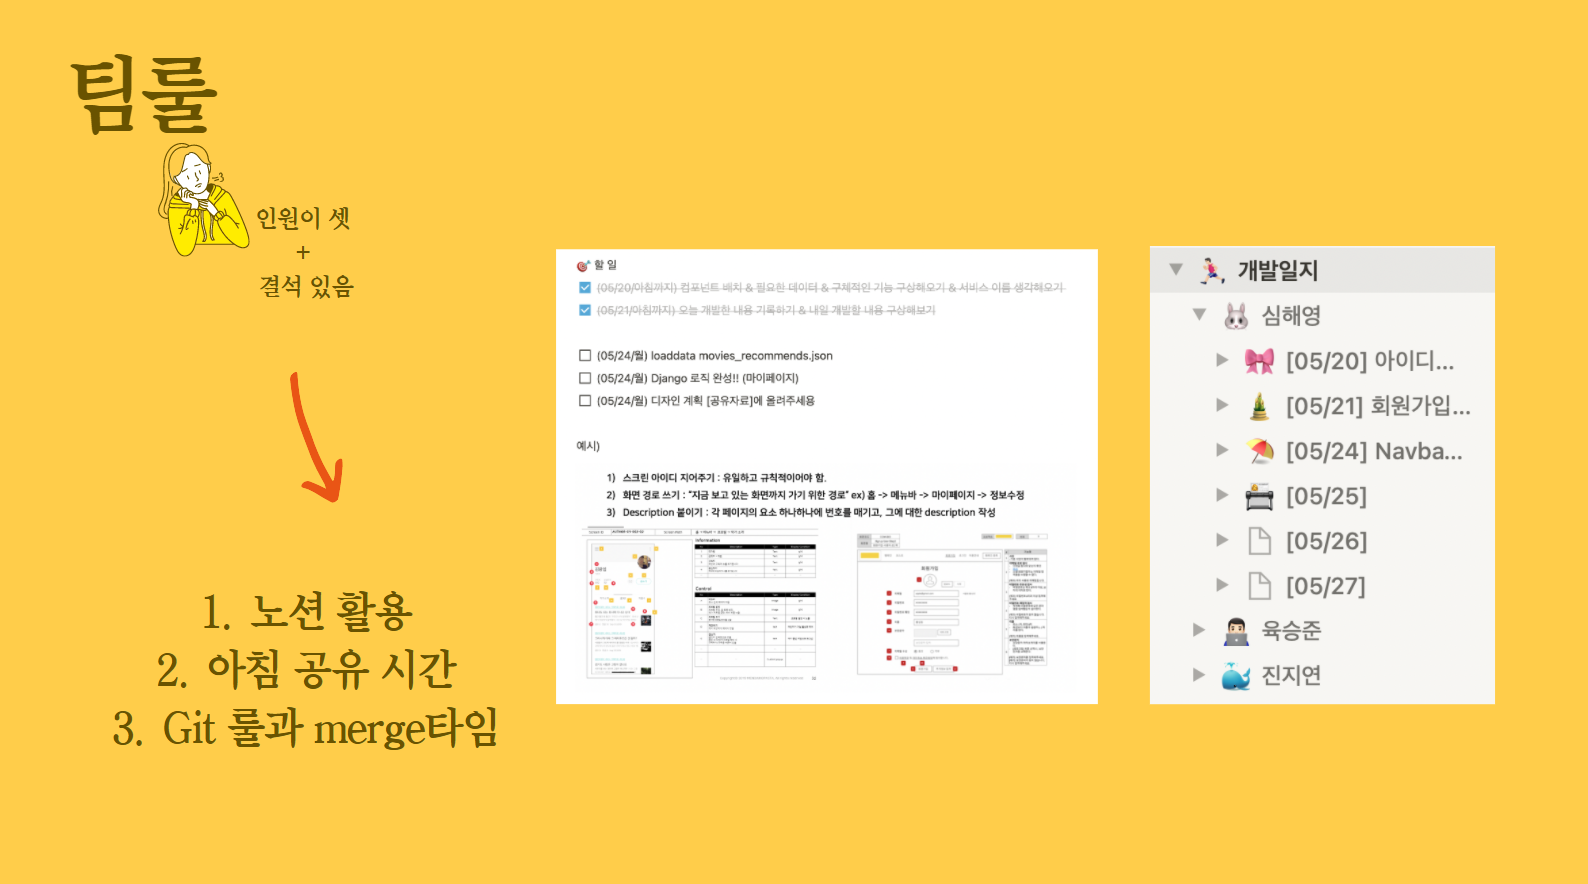 팀룰
인원이 셋
+
결석 있음
1. 노션 활용
2. 아침 공유 시간
3. Git 룰과 merge타임
할 일
(05/20/아침까지) 컴포넌트 배치 & 필요한 데이터 & 구체적인 기능 구상해오기 & 서비스 이름 생각해오기
(05/21/아침까지) 오늘 개발한 내용 기록하기 & 내일 개발할 내용 구상해보기
(05/24/월) loaddata movies_recommends.json
(05/24/월) Django 로직 완성!! (마이페이지)
(05/24/월) 디자인 계획 [공유자료]에 올려주세용
예시)
1) 스크린 아이디 지어주기 : 유일하고 규칙적이어야 함.
2) 화면 경로 쓰기 : "지금 보고 있는 화면까지 가기 위한 경로" ex) 홈 -> 메뉴바 -> 마이페이지 -> 정보수정
3) Description 붙이기 : 각 페이지의 요소 하나하나에 번호를 매기고, 그에 대한 description 작성
Information
Control
회원가입
개발일지
심해영
[05/20] 아이디...
[05/21] 회원가입...
[05/24] Navba...
[05/25]
[05/26]
[05/27]
육승준
진지연